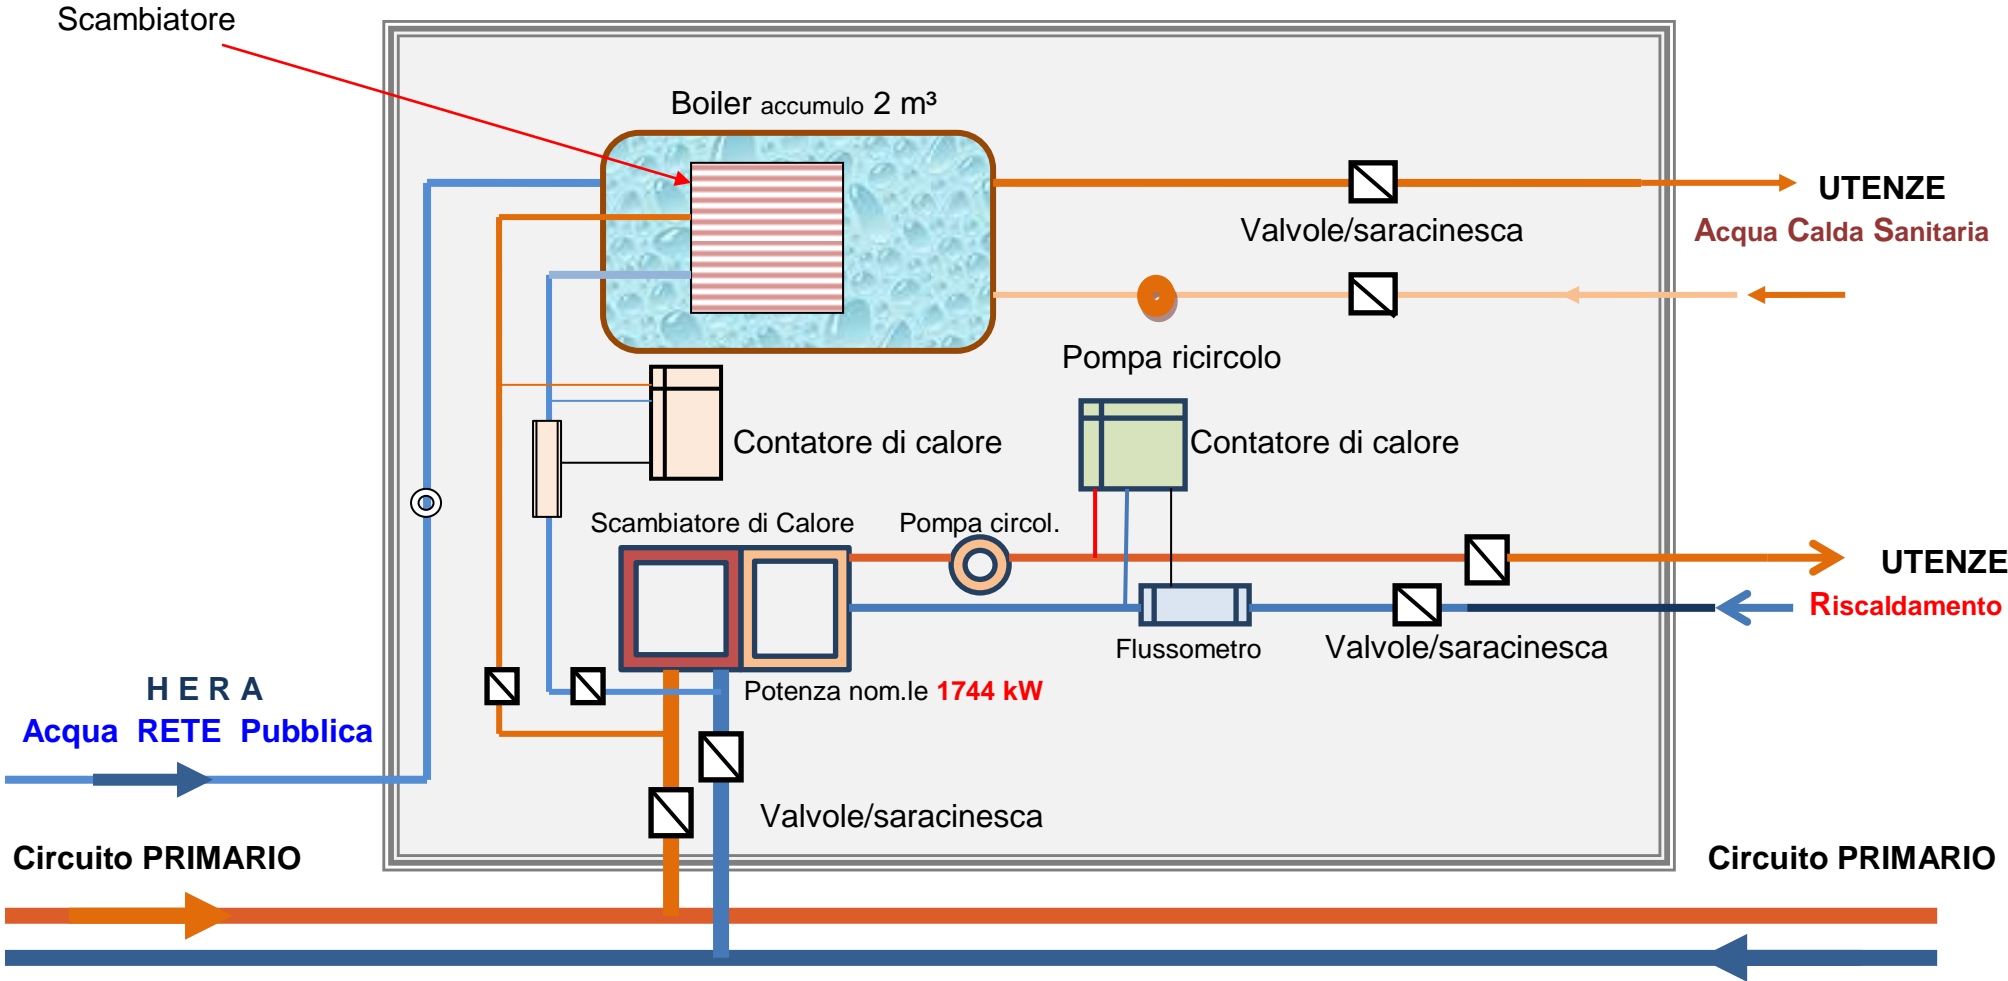 Scambiatore
Boiler accumulo 2 m³
UTENZE
Acqua Calda Sanitaria
Valvole/saracinesca
Pompa ricircolo
Contatore di calore
Contatore di calore
Scambiatore di Calore
Pompa circol.
UTENZE
Riscaldamento
Flussometro
Valvole/saracinesca
Potenza nom.le 1744 kW
H E R A
Acqua RETE Pubblica
Valvole/saracinesca
Circuito PRIMARIO
Circuito PRIMARIO